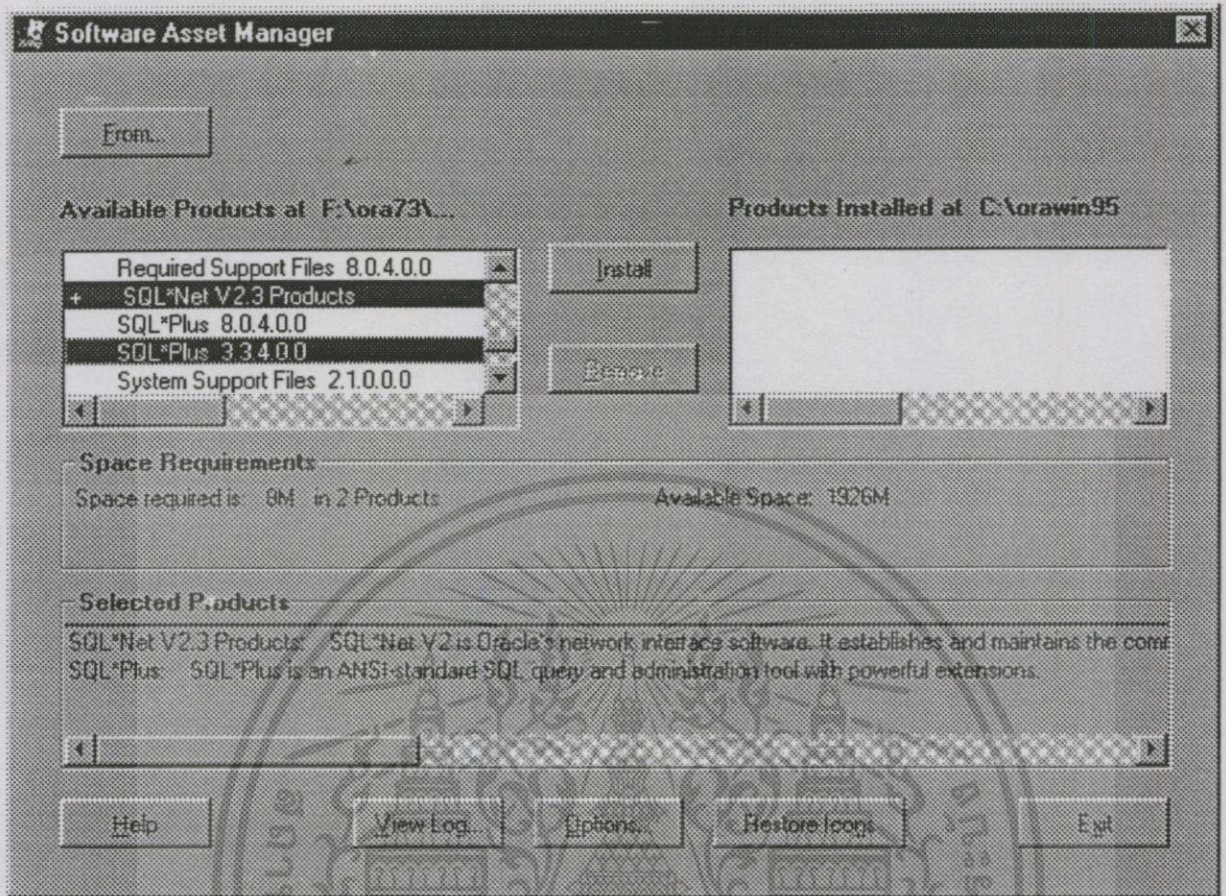 Software Asset Manager
From...
Available Products at F:\ora73\...
Products Installed at C:\orawin95
Required Support Files 8.0.4.0.0
+ SQL*Net V2.3 Products
SQL*Plus 8.0.4.0.0
SQL*Plus 3.3.4.0.0
System Support Files 2.1.0.0.0
Install
Remove
Space Requirements
Space required is: 8M in 2 Products
Available Space: 1926M
Selected Products
SQL*Net V2.3 Products: SQL*Net V2 is Oracle's network interface software. It establishes and maintains the com
SQL*Plus: SQL*Plus is an ANSI-standard SQL query and administration tool with powerful extensions.
Help
View Log...
Options...
Restore Icons
Exit